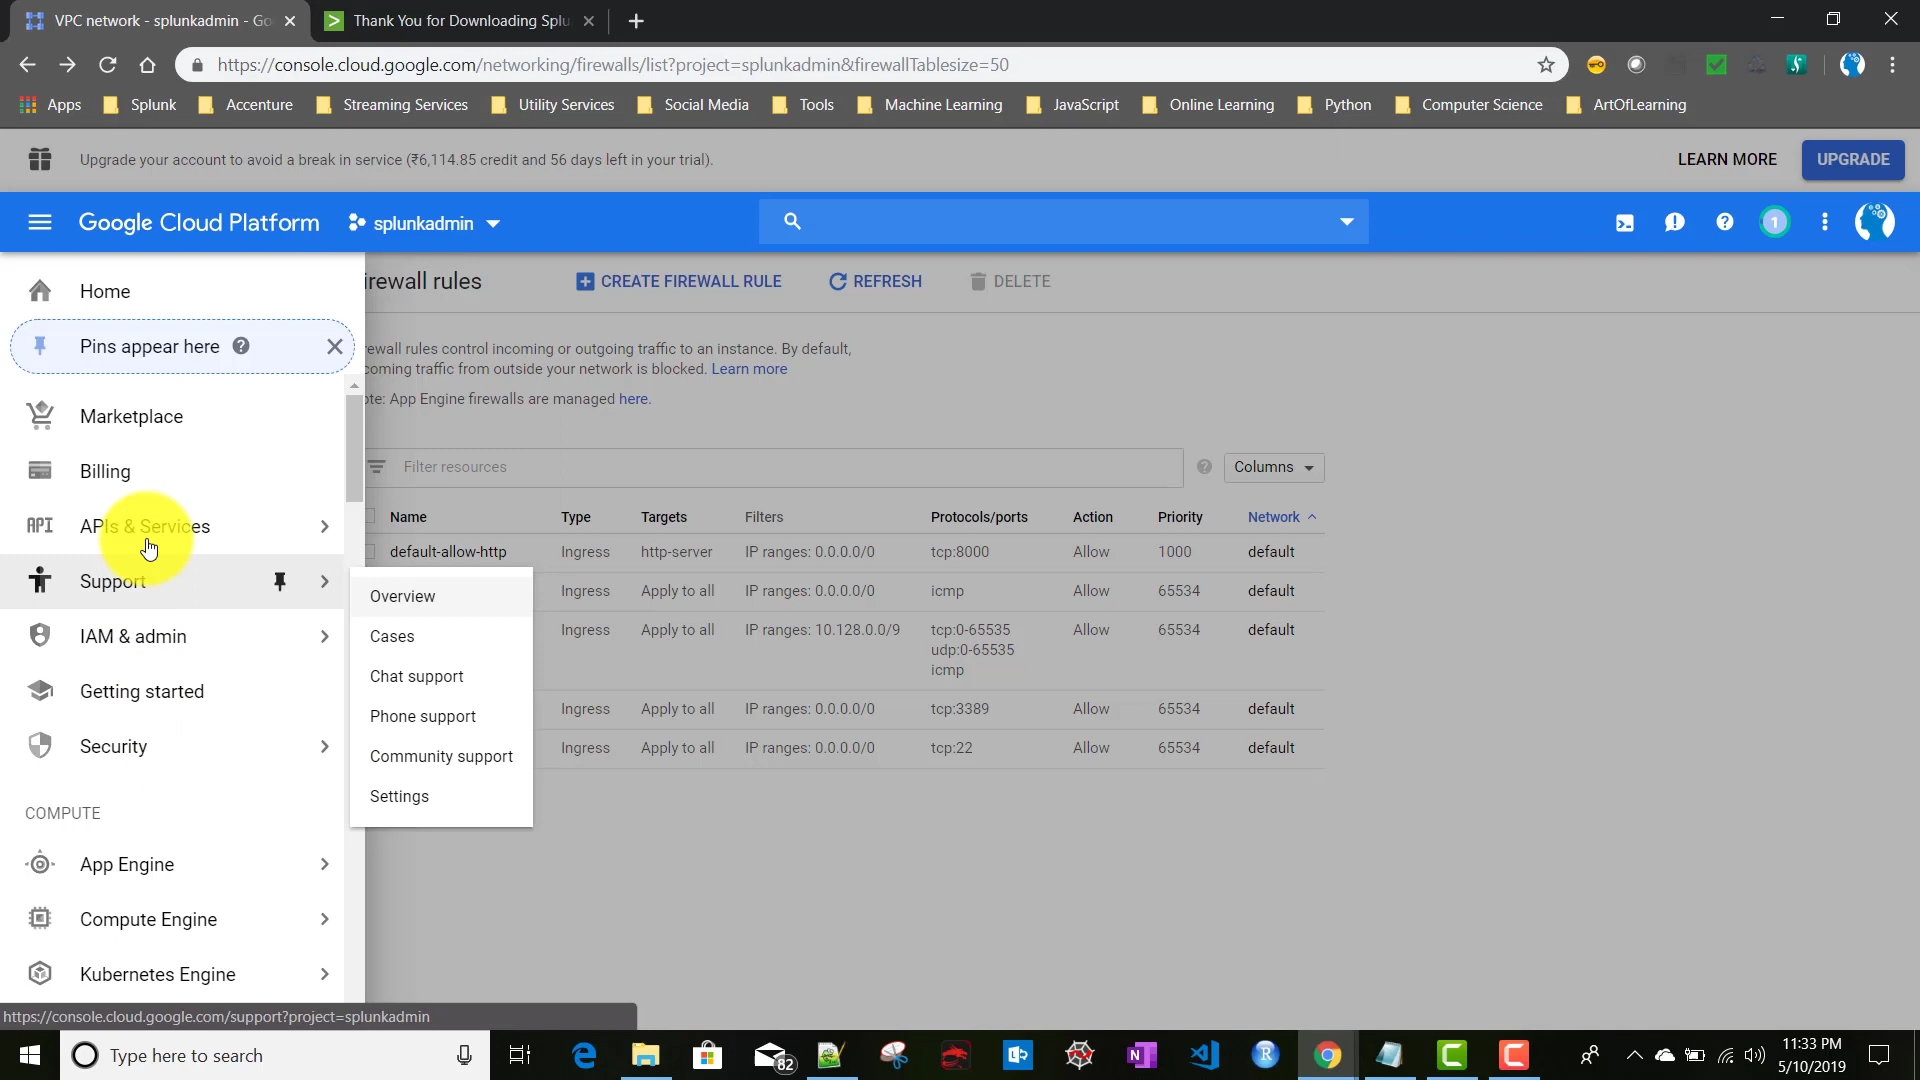 VPC network - splunkadmin - Go
Thank You for Downloading Splu
https://console.cloud.google.com/networking/firewalls/list?project=splunkadmin&firewallTablesize=50
Apps Splunk Accenture Streaming Services Utility Services Social Media Tools Machine Learning JavaScript Online Learning Python Computer Science ArtOfLearning
Upgrade your account to avoid a break in service (₹6,114.85 credit and 56 days left in your trial).
LEARN MORE UPGRADE
Google Cloud Platform splunkadmin
1
Home
Pins appear here
Marketplace
Billing
API APIs & Services
Support
IAM & admin
Getting started
Security
COMPUTE
App Engine
Compute Engine
Kubernetes Engine
Overview
Cases
Chat support
Phone support
Community support
Settings
irewall rules CREATE FIREWALL RULE REFRESH DELETE
ewall rules control incoming or outgoing traffic to an instance. By default,
coming traffic from outside your network is blocked. Learn more
ote: App Engine firewalls are managed here.
Filter resources Columns
Name Type Targets Filters Protocols/ports Action Priority Network
default-allow-http Ingress http-server IP ranges: 0.0.0.0/0 tcp:8000 Allow 1000 default
Ingress Apply to all IP ranges: 0.0.0.0/0 icmp Allow 65534 default
Ingress Apply to all IP ranges: 10.128.0.0/9 tcp:0-65535 Allow 65534 default
udp:0-65535
icmp
Ingress Apply to all IP ranges: 0.0.0.0/0 tcp:3389 Allow 65534 default
Ingress Apply to all IP ranges: 0.0.0.0/0 tcp:22 Allow 65534 default
https://console.cloud.google.com/support?project=splunkadmin
Type here to search
82
11:33 PM
5/10/2019